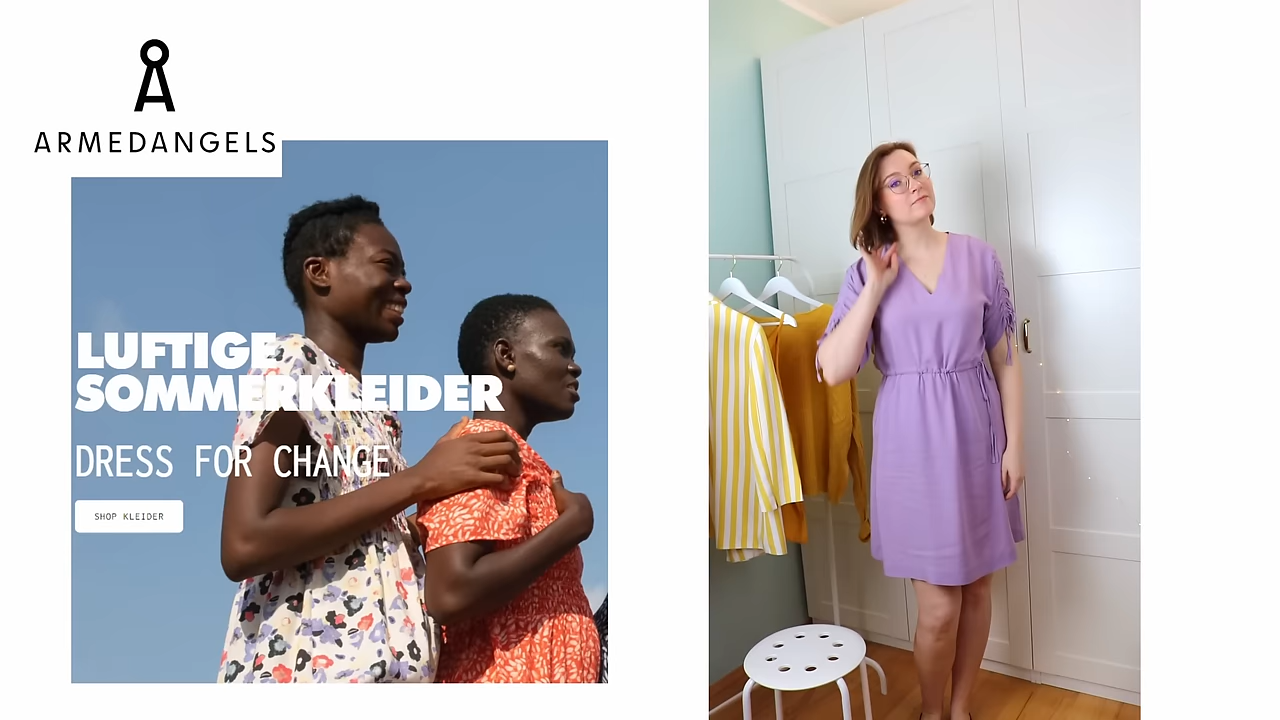 ARMEDANGELS
LUFTIGE
SOMMERKLEIDER
DRESS FOR CHANGE
SHOP KLEIDER